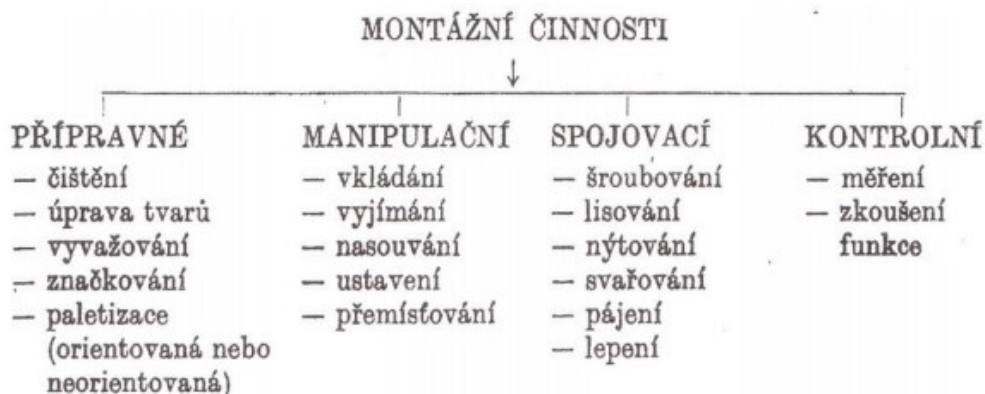 MONTÁŽNÍ ČINNOSTI
PŘÍPRAVNÉ
— čištění
— úprava tvarů
— vyvažování
— značkování
— paletizace
(orientovaná nebo
neorientovaná)
MANIPULAČNÍ
— vkládání
— vyjímání
— nasouvání
— ustavení
— přemísťování
SPOJOVACÍ
— šroubování
— lisování
— nýtování
— svařování
— pájení
— lepení
KONTROLNÍ
— měření
— zkoušení
funkce